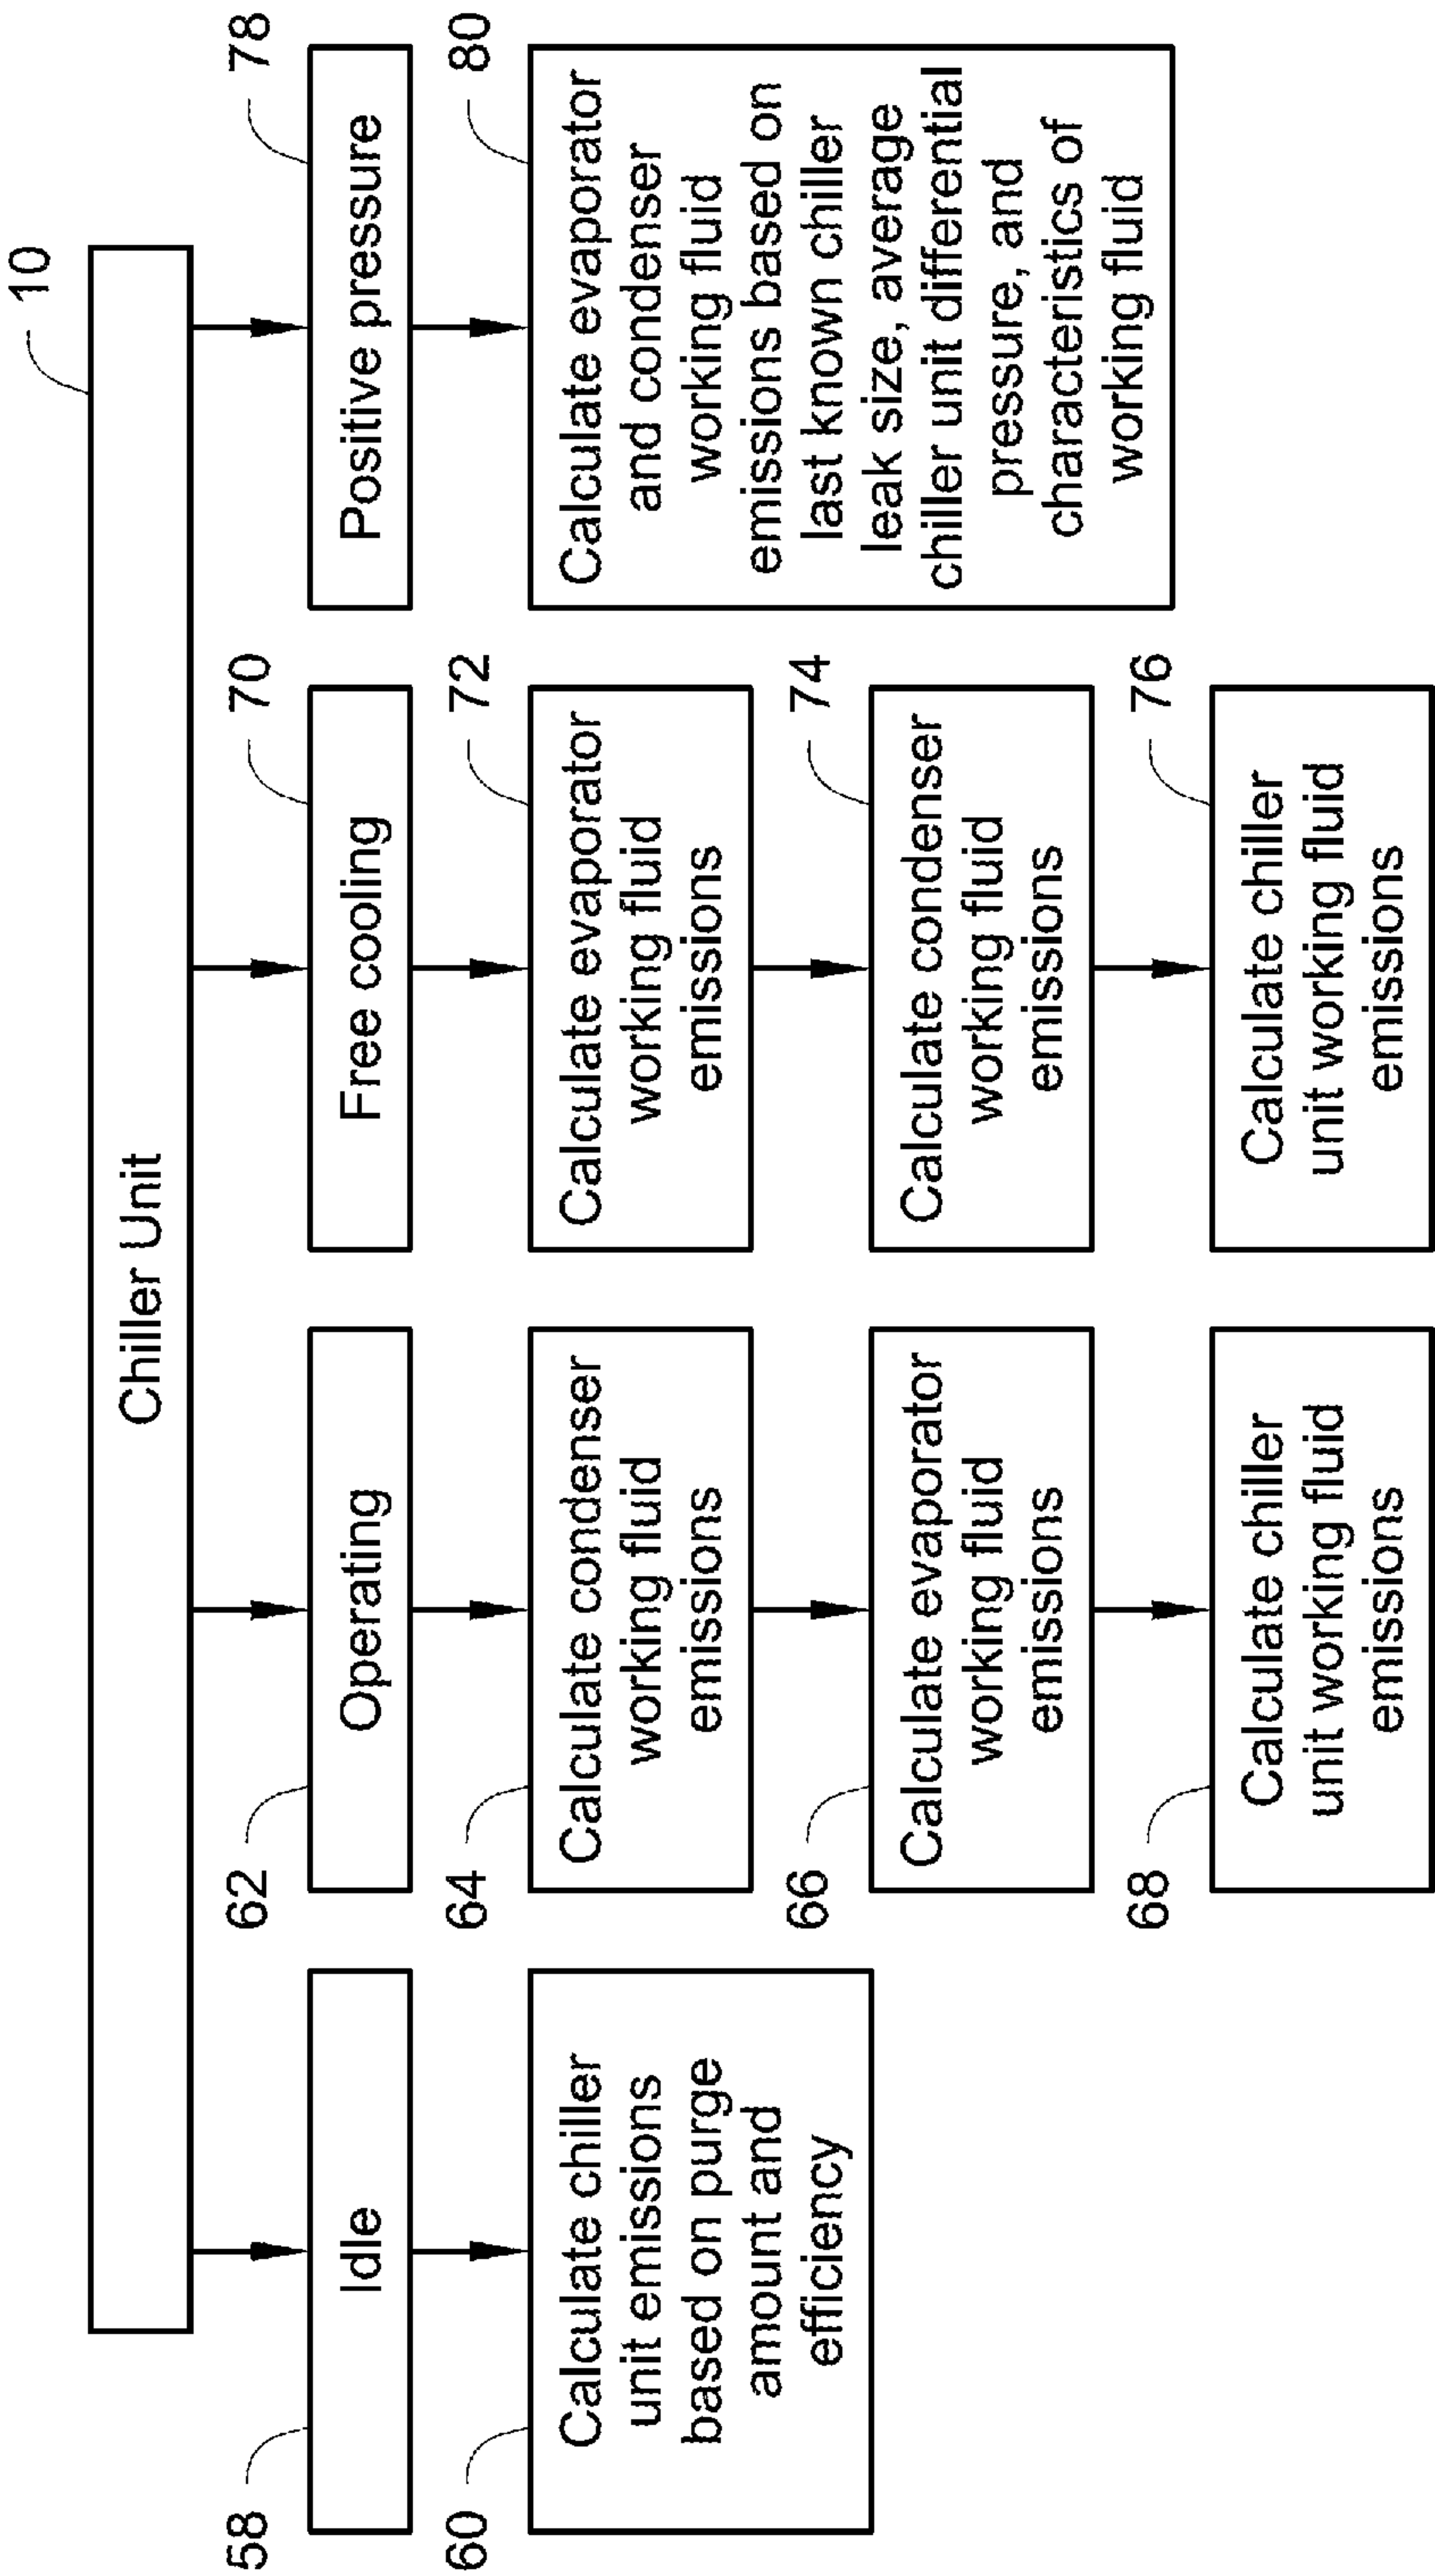 10
Chiller Unit
58
Idle
60
Calculate chiller
unit emissions
based on purge
amount and
efficiency
62
Operating
64
Calculate condenser
working fluid
emissions
66
Calculate evaporator
working fluid
emissions
68
Calculate chiller
unit working fluid
emissions
70
Free cooling
72
Calculate evaporator
working fluid
emissions
74
Calculate condenser
working fluid
emissions
76
Calculate chiller
unit working fluid
emissions
78
Positive pressure
80
Calculate evaporator
and condenser
working fluid
emissions based on
last known chiller
leak size, average
chiller unit differential
pressure, and
characteristics of
working fluid